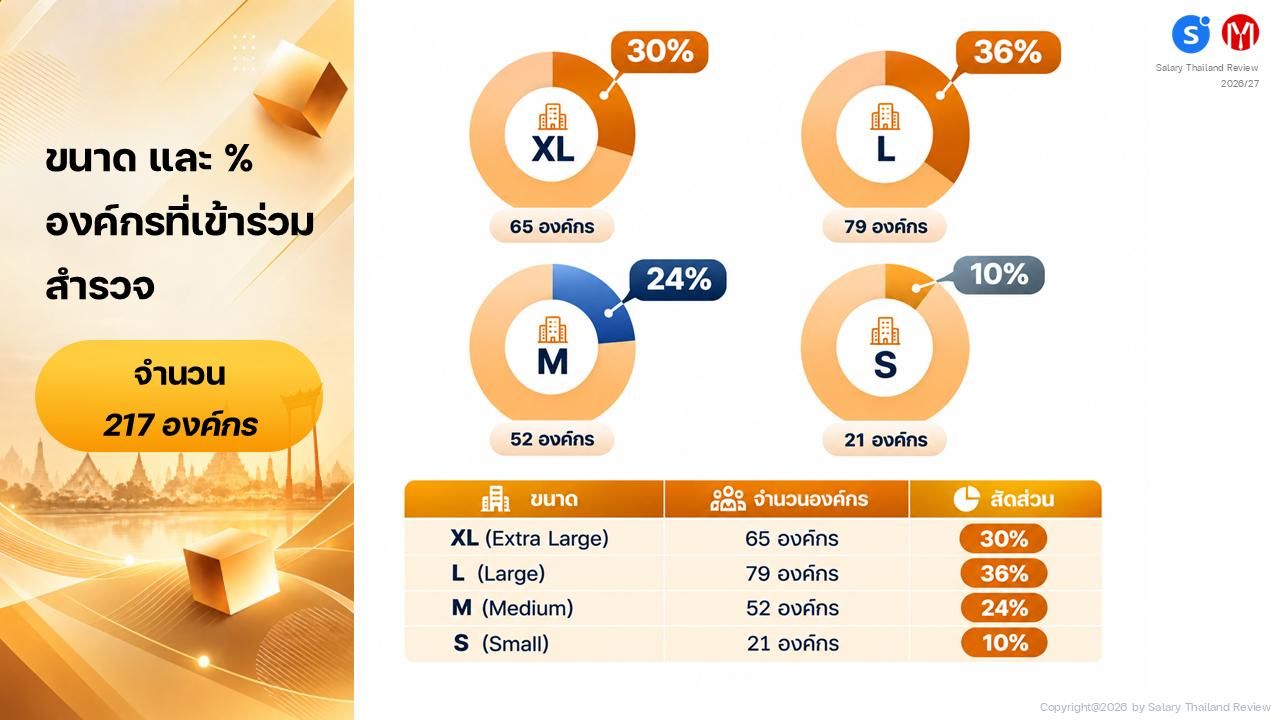 ขนาด และ %
องค์กรที่เข้าร่วม
สำรวจ
จำนวน
217 องค์กร
30%
XL
65 องค์กร
36%
L
79 องค์กร
24%
M
52 องค์กร
10%
S
21 องค์กร
S
Salary Thailand Review
2026/27
ขนาด จำนวนองค์กร สัดส่วน
XL (Extra Large) 65 องค์กร 30%
L (Large) 79 องค์กร 36%
M (Medium) 52 องค์กร 24%
S (Small) 21 องค์กร 10%
Copyright@2026 by Salary Thailand Review